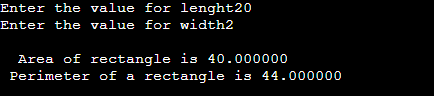 Enter the value for lenght20
Enter the value for width2
Area of rectangle is 40.000000
Perimeter of a rectangle is 44.000000